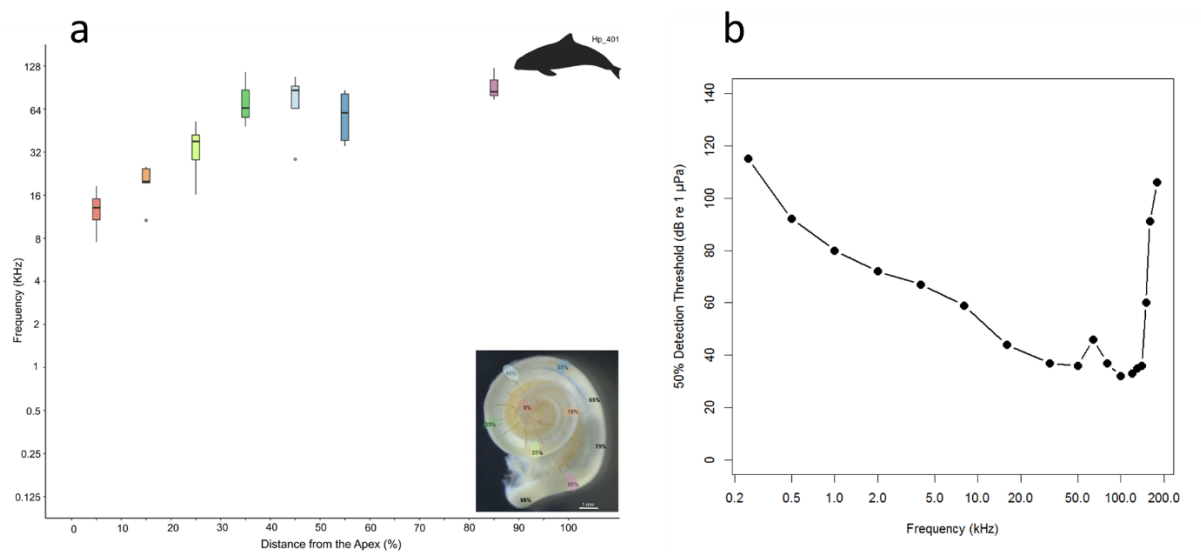 a
Hp_401
Frequency (KHz)
128
64
32
16
8
4
2
1
0.5
0.25
0.125
0 10 20 30 40 50 60 70 80 90 100
Distance from the Apex (%)
55%
65%
5%
15%
75%
25%
95%
1 mm
b
50% Detection Threshold (dB re 1 µPa)
140
120
100
80
60
40
20
0
0.2 0.5 1.0 2.0 5.0 10.0 20.0 50.0 100.0 200.0
Frequency (kHz)